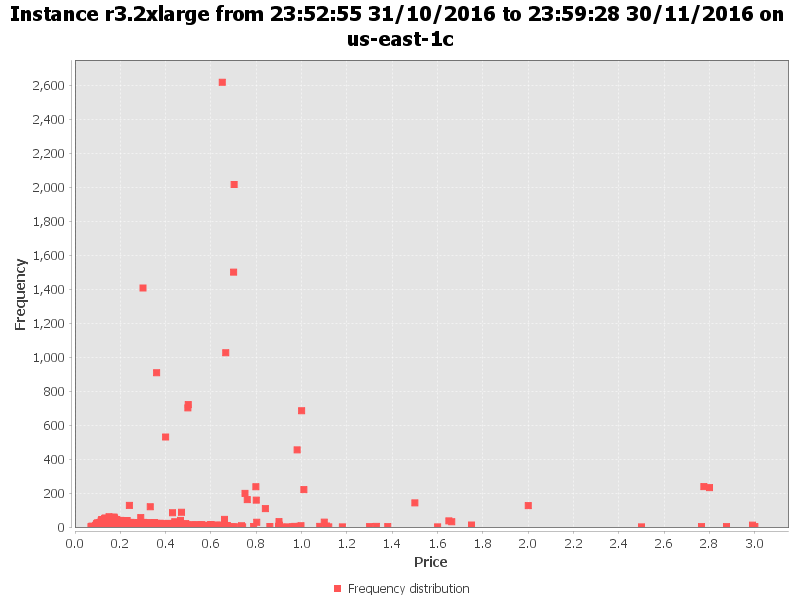 Instance r3.2xlarge from 23:52:55 31/10/2016 to 23:59:28 30/11/2016 on
us-east-1c
2,600
2,400
2,200
2,000
1,800
1,600
1,400
1,200
1,000
800
600
400
200
0
Frequency
0.0 0.2 0.4 0.6 0.8 1.0 1.2 1.4 1.6 1.8 2.0 2.2 2.4 2.6 2.8 3.0
Price
Frequency distribution